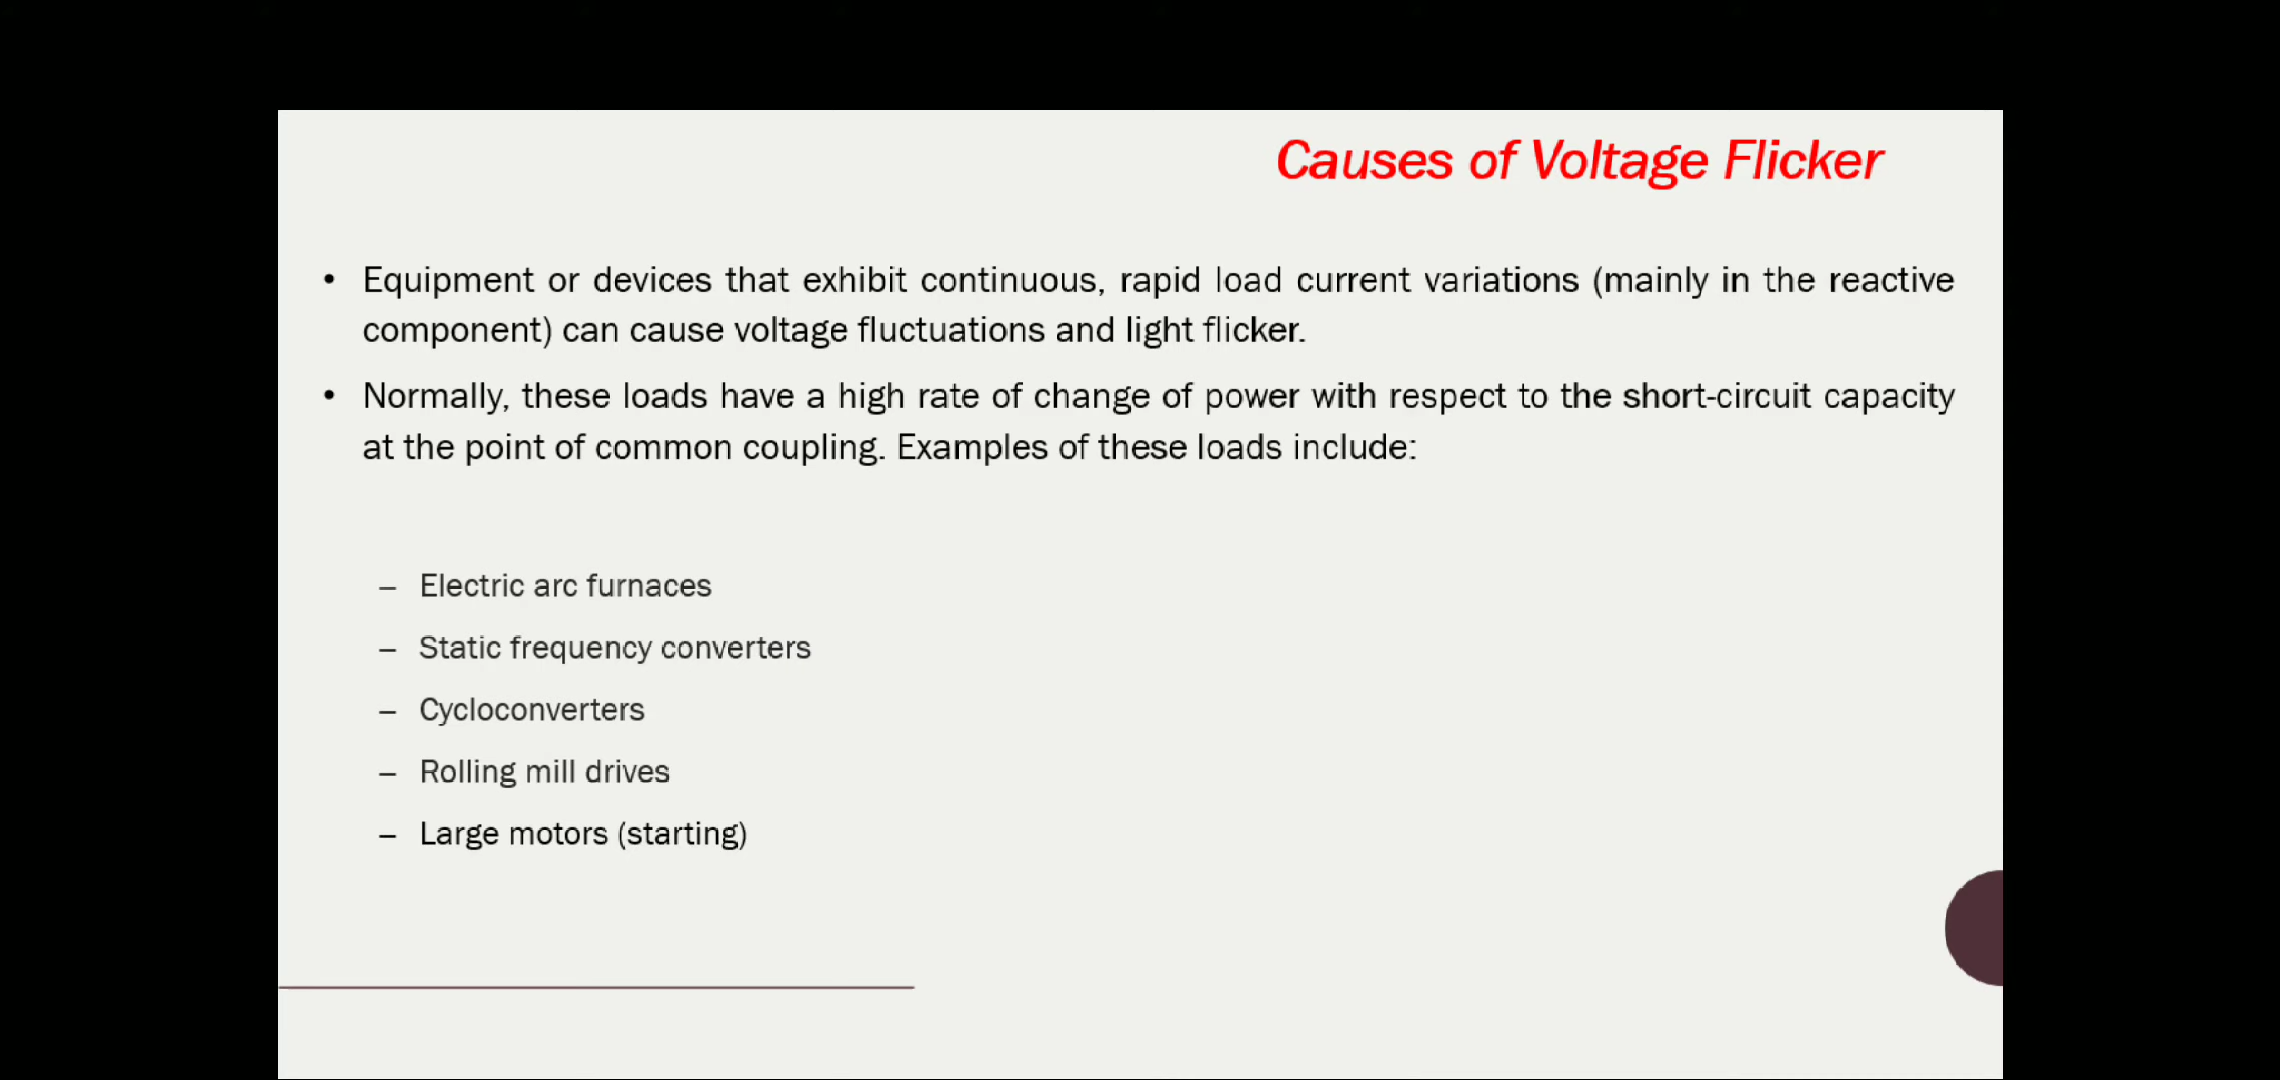 Causes of Voltage Flicker
• Equipment or devices that exhibit continuous, rapid load current variations (mainly in the reactive
component) can cause voltage fluctuations and light flicker.
• Normally, these loads have a high rate of change of power with respect to the short-circuit capacity
at the point of common coupling. Examples of these loads include:
– Electric arc furnaces
– Static frequency converters
– Cycloconverters
– Rolling mill drives
– Large motors (starting)